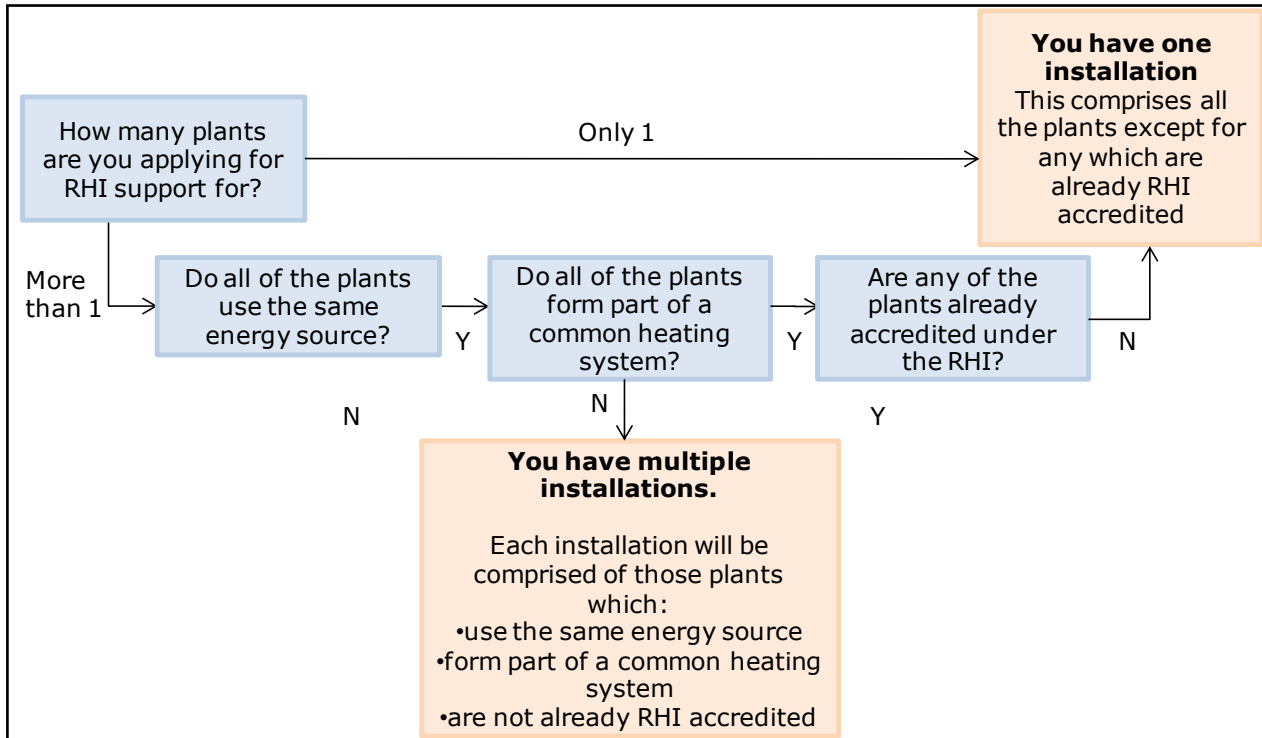 How many plants
are you applying for
RHI support for?
Only 1
You have one
installation
This comprises all
the plants except for
any which are
already RHI
accredited
More
than 1
Do all of the plants
use the same
energy source?
Y
Do all of the plants
form part of a
common heating
system?
Y
Are any of the
plants already
accredited under
the RHI?
N
N
N
Y
You have multiple
installations.
Each installation will be
comprised of those plants
which:
•use the same energy source
•form part of a common heating
system
•are not already RHI accredited